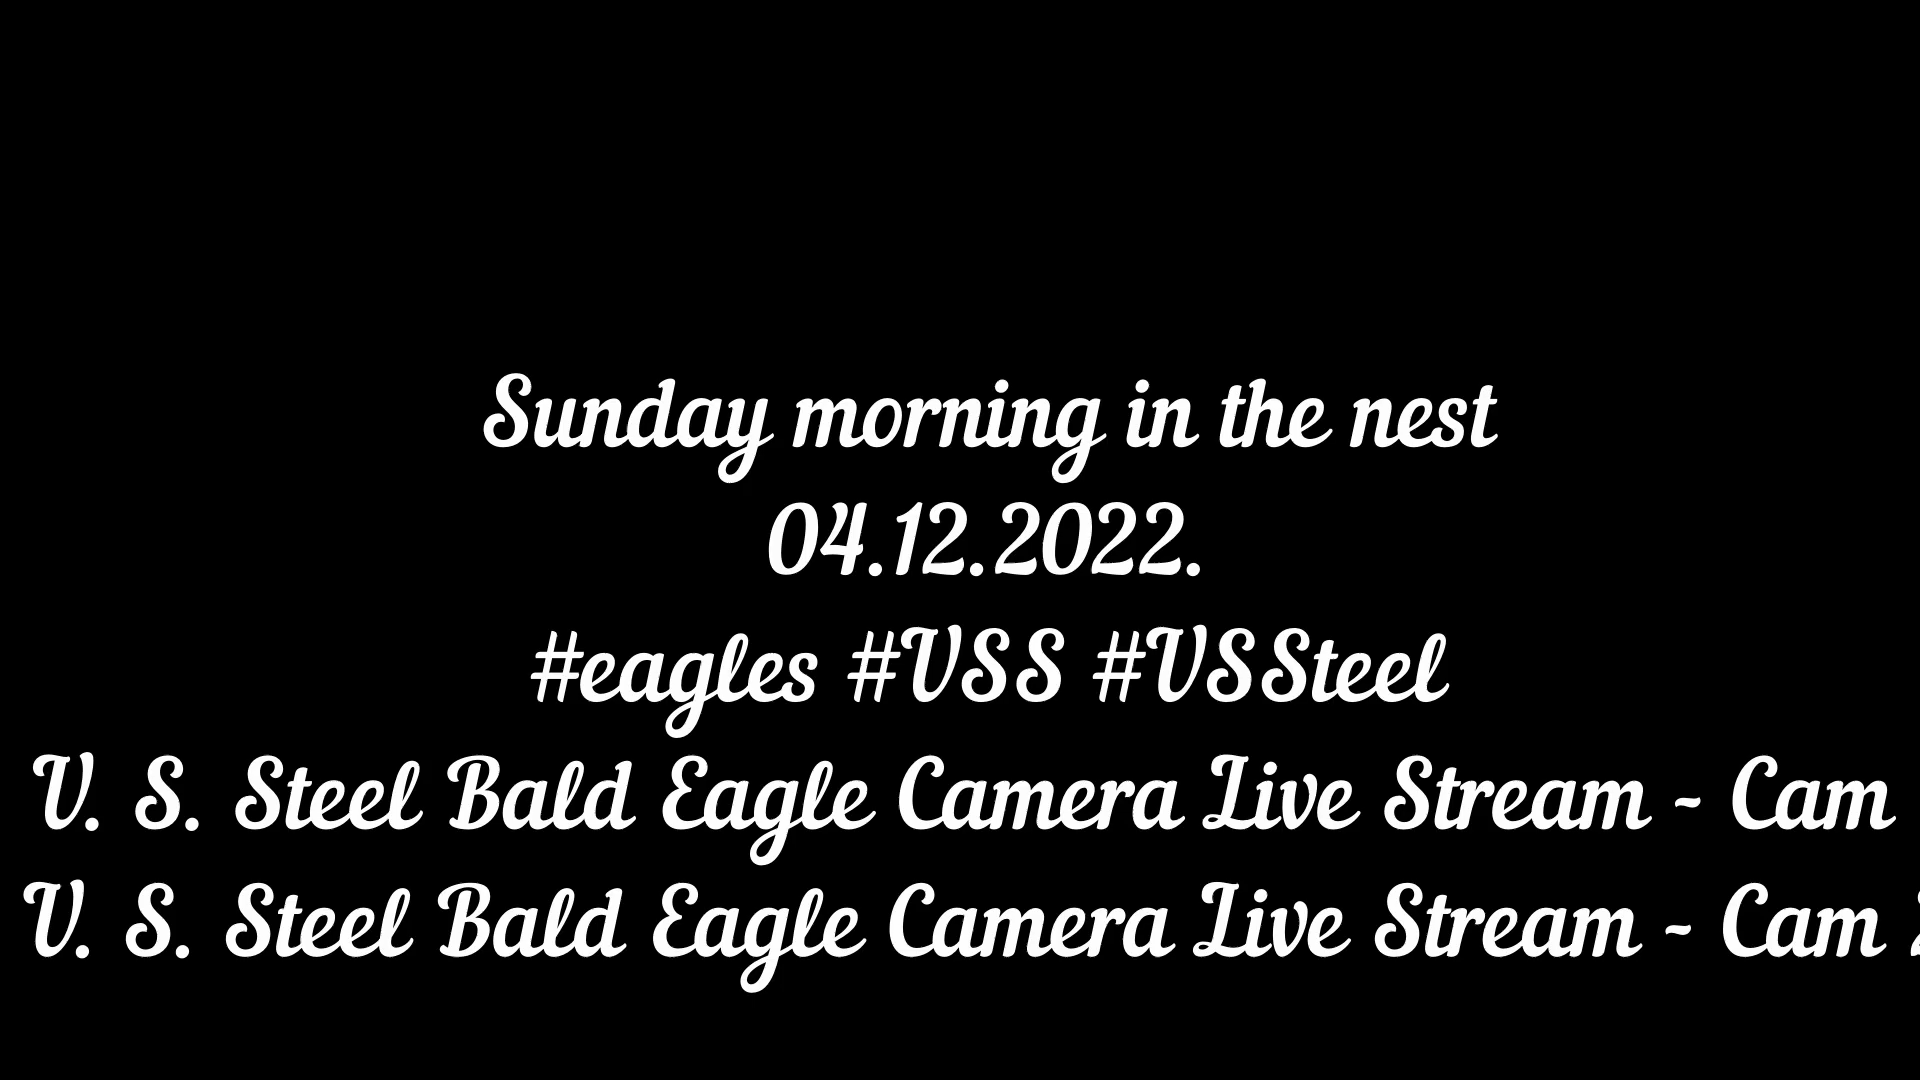 Sunday morning in the nest
04.12.2022.
#eagles #USS #USSteel
U. S. Steel Bald Eagle Camera Live Stream - Cam
U. S. Steel Bald Eagle Camera Live Stream - Cam